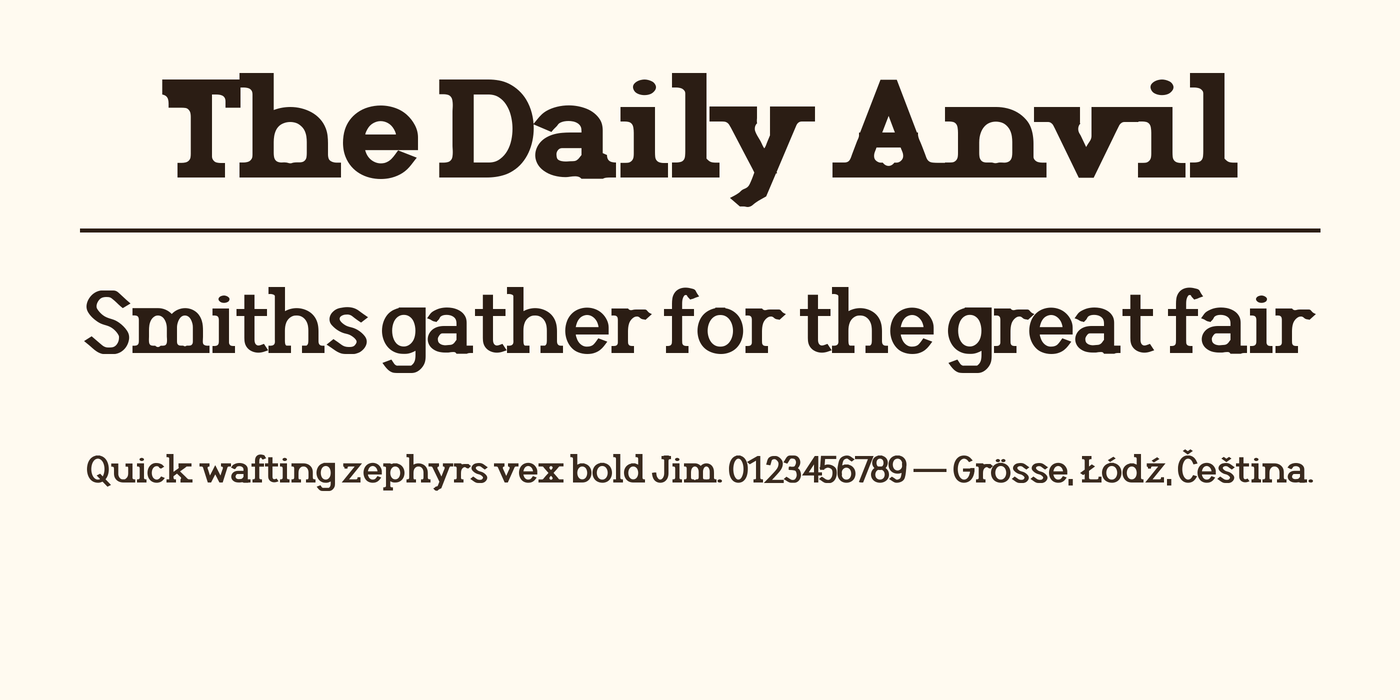 The Daily Anvil
Smiths gather for the great fair
Quick wafting zephyrs vex bold Jim. 0123456789 — Grösse, Łódź, Čeština.